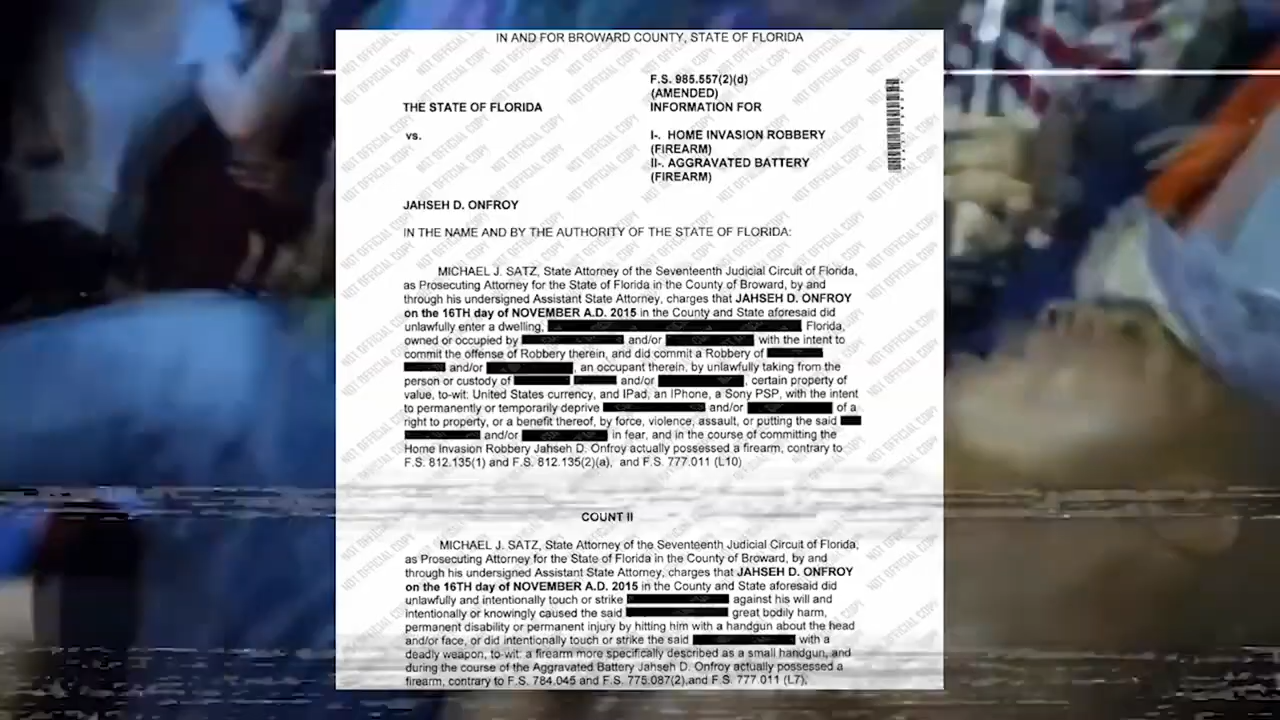 IN AND FOR BROWARD COUNTY, STATE OF FLORIDA
F.S. 985.557(2)(d)
(AMENDED)
THE STATE OF FLORIDA
INFORMATION FOR
vs.
I-. HOME INVASION ROBBERY
(FIREARM)
II-. AGGRAVATED BATTERY
(FIREARM)
JAHSEH D. ONFROY
IN THE NAME AND BY THE AUTHORITY OF THE STATE OF FLORIDA:
MICHAEL J. SATZ, State Attorney of the Seventeenth Judicial Circuit of Florida,
as Prosecuting Attorney for the State of Florida in the County of Broward, by and
through his undersigned Assistant State Attorney, charges that JAHSEH D. ONFROY
on the 16TH day of NOVEMBER A.D. 2015 in the County and State aforesaid did
unlawfully enter a dwelling, Florida,
owned or occupied by and/or with the intent to
commit the offense of Robbery therein, and did commit a Robbery of
and/or , an occupant therein, by unlawfully taking from the
person or custody of and/or , certain property of
value, to-wit: United States currency, and IPad, an IPhone, a Sony PSP, with the intent
to permanently or temporarily deprive and/or of a
right to property, or a benefit thereof, by force, violence, assault, or putting the said
and/or in fear, and in the course of committing the
Home Invasion Robbery Jahseh D. Onfroy actually possessed a firearm, contrary to
F.S. 812.135(1) and F.S. 812.135(2)(a), and F.S. 777.011 (L10)
COUNT II
MICHAEL J. SATZ, State Attorney of the Seventeenth Judicial Circuit of Florida,
as Prosecuting Attorney for the State of Florida in the County of Broward, by and
through his undersigned Assistant State Attorney, charges that JAHSEH D. ONFROY
on the 16TH day of NOVEMBER A.D. 2015 in the County and State aforesaid did
unlawfully and intentionally touch or strike against his will and
intentionally or knowingly caused the said great bodily harm,
permanent disability or permanent injury by hitting him with a handgun about the head
and/or face, or did intentionally touch or strike the said with a
deadly weapon, to-wit: a firearm more specifically described as a small handgun, and
during the course of the Aggravated Battery Jahseh D. Onfroy actually possessed a
firearm, contrary to F.S. 784.045 and F.S. 775.087(2),and F.S. 777.011 (L7),
NOT OFFICIAL COPY